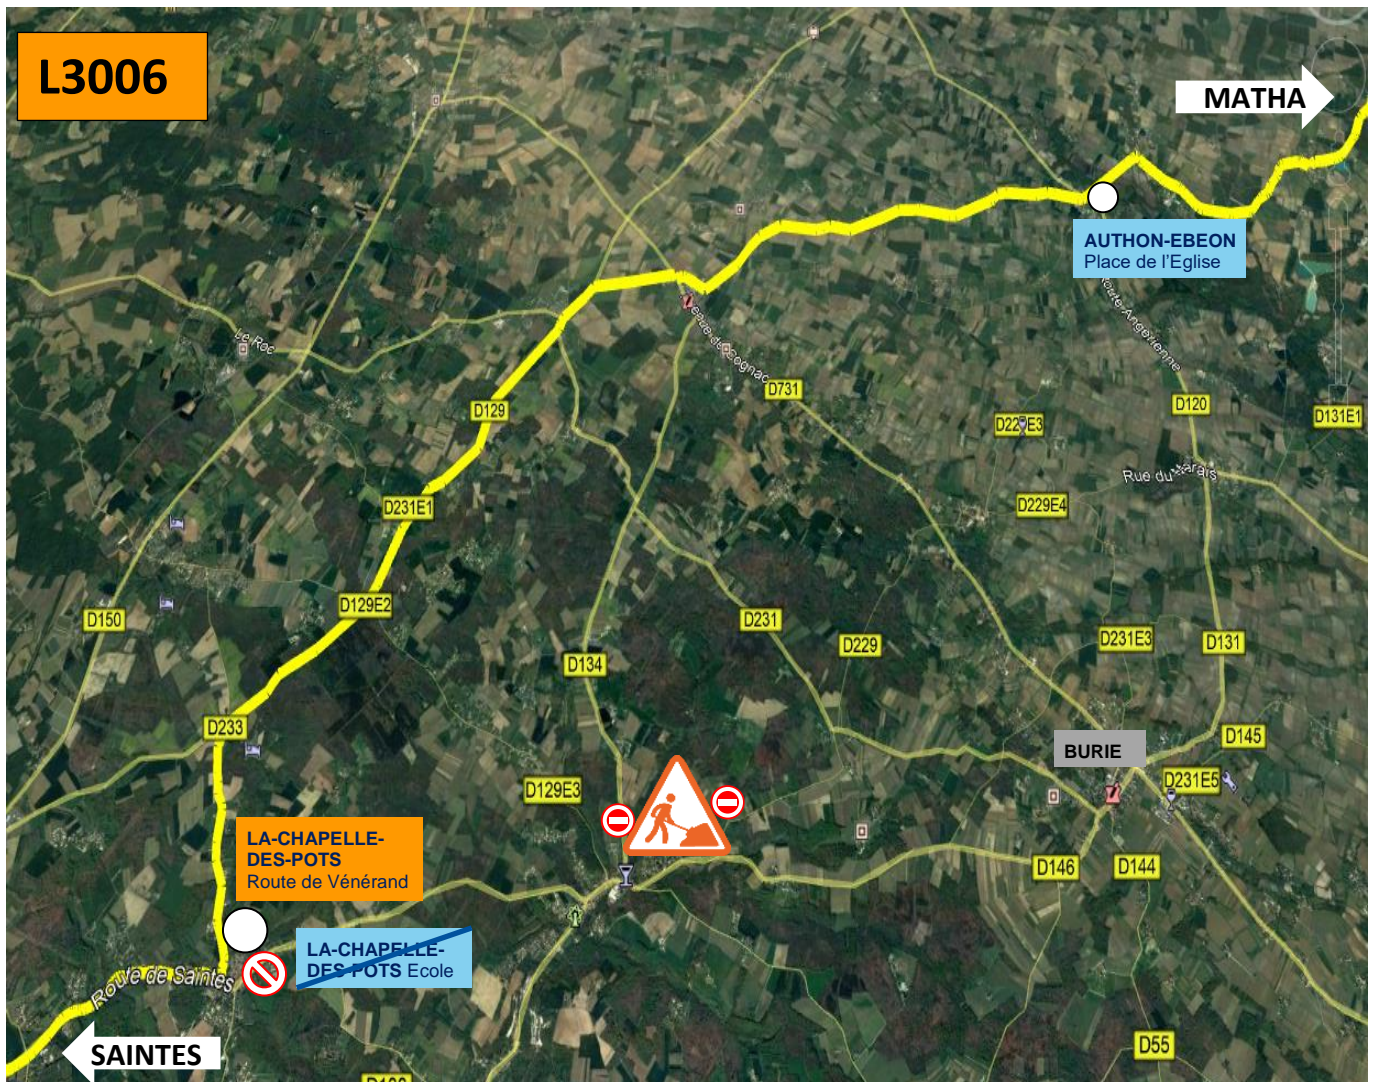 L3006
MATHA
AUTHON-EBEON
Place de l'Eglise
Route Angérienne
Le Roc
D731
D129
D120
D131E1
Rue du Marais
D231E1
D229E4
D129E2
D150
D231
D229
D231E3
D131
D134
D233
D145
BURIE
D129E3
D231E5
LA-CHAPELLE-
DES-POTS
Route de Vénérand
D146
D144
LA-CHAPELLE-
DES-POTS Ecole
Route de Saintes
SAINTES
D55